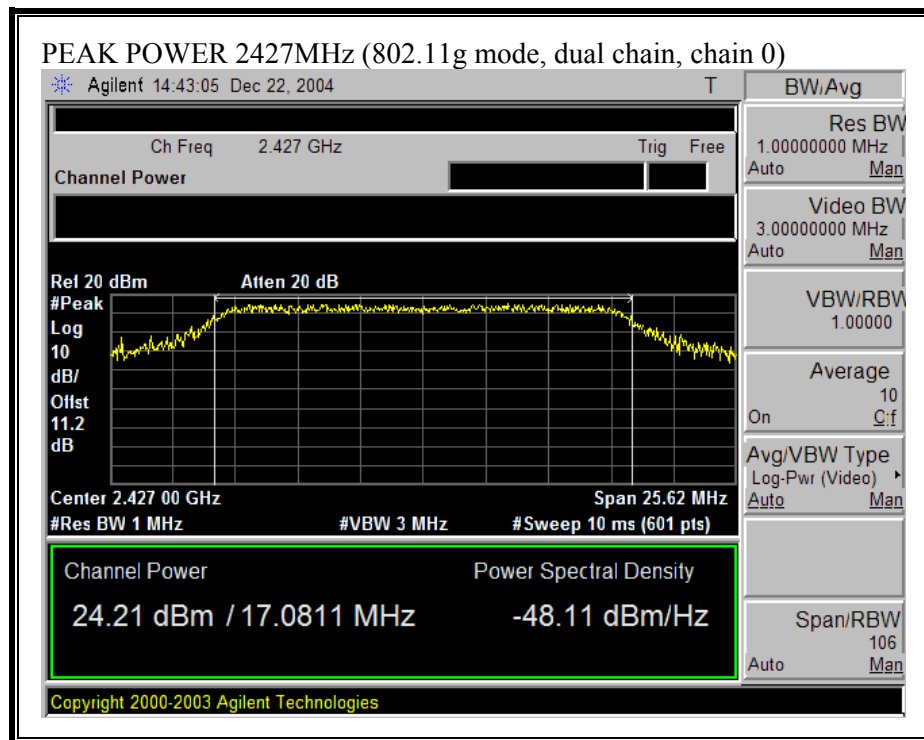 PEAK POWER 2427MHz (802.11g mode, dual chain, chain 0)
Agilent 14:43:05 Dec 22, 2004 T
Ch Freq 2.427 GHz Trig Free
Channel Power
Ref 20 dBm Atten 20 dB
#Peak
Log
10
dB/
Offst
11.2
dB
Center 2.427 00 GHz Span 25.62 MHz
#Res BW 1 MHz #VBW 3 MHz #Sweep 10 ms (601 pts)
Channel Power Power Spectral Density
24.21 dBm / 17.0811 MHz -48.11 dBm/Hz
Copyright 2000-2003 Agilent Technologies
BW/Avg
Res BW
1.00000000 MHz
Auto Man
Video BW
3.00000000 MHz
Auto Man
VBW/RBW
1.00000
Average
10
On Off
Avg/VBW Type
Log-Pwr (Video)
Auto Man
Span/RBW
106
Auto Man